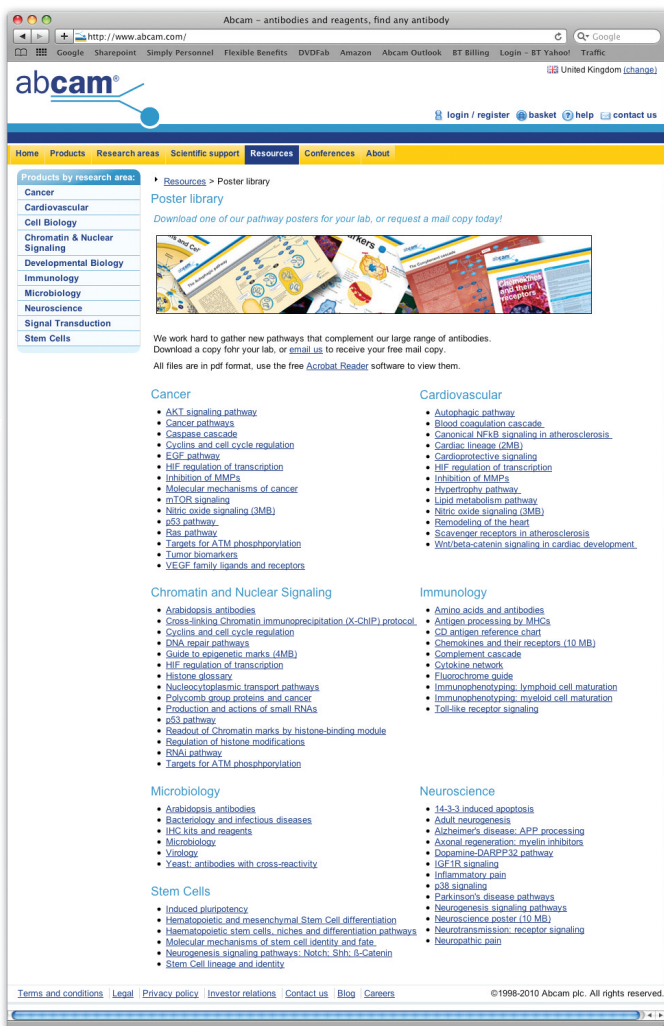 Abcam – antibodies and reagents, find any antibody
http://www.abcam.com/
Google
Google Sharepoint Simply Personnel Flexible Benefits DVDFab Amazon Abcam Outlook BT Billing Login – BT Yahoo! Traffic
United Kingdom (change)
abcam®
login / register basket help contact us
Home Products Research areas Scientific support Resources Conferences About
Products by research area:
Cancer
Cardiovascular
Cell Biology
Chromatin & Nuclear
Signaling
Developmental Biology
Immunology
Microbiology
Neuroscience
Signal Transduction
Stem Cells
Resources > Poster library
Poster library
Download one of our pathway posters for your lab, or request a mail copy today!
The Autophagic pathway
The Complement cascade
abcam
Chemokines
and their
receptors
We work hard to gather new pathways that complement our large range of antibodies.
Download a copy fohr your lab, or email us to receive your free mail copy.
All files are in pdf format, use the free Acrobat Reader software to view them.
Cancer
• AKT signaling pathway
• Cancer pathways
• Caspase cascade
• Cyclins and cell cycle regulation
• EGF pathway
• HIF regulation of transcription
• Inhibition of MMPs
• Molecular mechanisms of cancer
• mTOR signaling
• Nitric oxide signaling (3MB)
• p53 pathway
• Ras pathway
• Targets for ATM phosphporylation
• Tumor biomarkers
• VEGF family ligands and receptors
Cardiovascular
• Autophagic pathway
• Blood coagulation cascade
• Canonical NFkB signaling in atherosclerosis
• Cardiac lineage (2MB)
• Cardioprotective signaling
• HIF regulation of transcription
• Inhibition of MMPs
• Hypertrophy pathway
• Lipid metabolism pathway
• Nitric oxide signaling (3MB)
• Remodeling of the heart
• Scavenger receptors in atherosclerosis
• Wnt/beta-catenin signaling in cardiac development
Chromatin and Nuclear Signaling
• Arabidopsis antibodies
• Cross-linking Chromatin immunoprecipitation (X-ChIP) protocol
• Cyclins and cell cycle regulation
• DNA repair pathways
• Guide to epigenetic marks (4MB)
• HIF regulation of transcription
• Histone glossary
• Nucleocytoplasmic transport pathways
• Polycomb group proteins and cancer
• Production and actions of small RNAs
• p53 pathway
• Readout of Chromatin marks by histone-binding module
• Regulation of histone modifications
• RNAi pathway
• Targets for ATM phosphporylation
Immunology
• Amino acids and antibodies
• Antigen processing by MHCs
• CD antigen reference chart
• Chemokines and their receptors (10 MB)
• Complement cascade
• Cytokine network
• Fluorochrome guide
• Immunophenotyping: lymphoid cell maturation
• Immunophenotyping: myeloid cell maturation
• Toll-like receptor signaling
Microbiology
• Arabidopsis antibodies
• Bacteriology and infectious diseases
• IHC kits and reagents
• Microbiology
• Virology
• Yeast: antibodies with cross-reactivity
Neuroscience
• 14-3-3 induced apoptosis
• Adult neurogenesis
• Alzheimer's disease: APP processing
• Axonal regeneration: myelin inhibitors
• Dopamine-DARPP32 pathway
• IGF1R signaling
• Inflammatory pain
• p38 signaling
• Parkinson's disease pathways
• Neurogenesis signaling pathways
• Neuroscience poster (10 MB)
• Neurotransmission: receptor signaling
• Neuropathic pain
Stem Cells
• Induced pluripotency
• Hematopoietic and mesenchymal Stem Cell differentiation
• Haematopoietic stem cells, niches and differentiation pathways
• Molecular mechanisms of stem cell identity and fate
• Neurogenesis signaling pathways: Notch; Shh; ß-Catenin
• Stem Cell lineage and identity
Terms and conditions Legal Privacy policy Investor relations Contact us Blog Careers
©1998-2010 Abcam plc. All rights reserved.